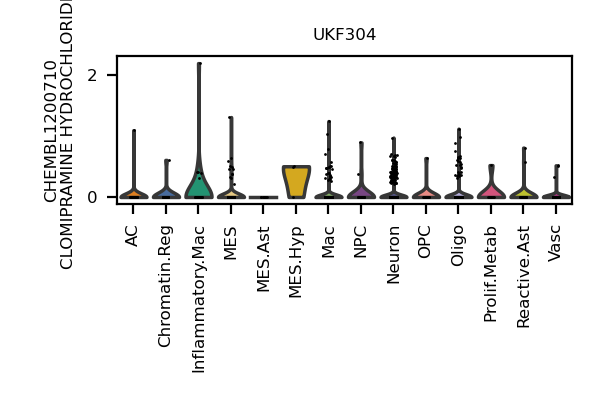 UKF304
CHEMBL1200710
CLOMIPRAMINE HYDROCHLORIDE
2
0
AC
Chromatin.Reg
Inflammatory.Mac
MES
MES.Ast
MES.Hyp
Mac
NPC
Neuron
OPC
Oligo
Prolif.Metab
Reactive.Ast
Vasc